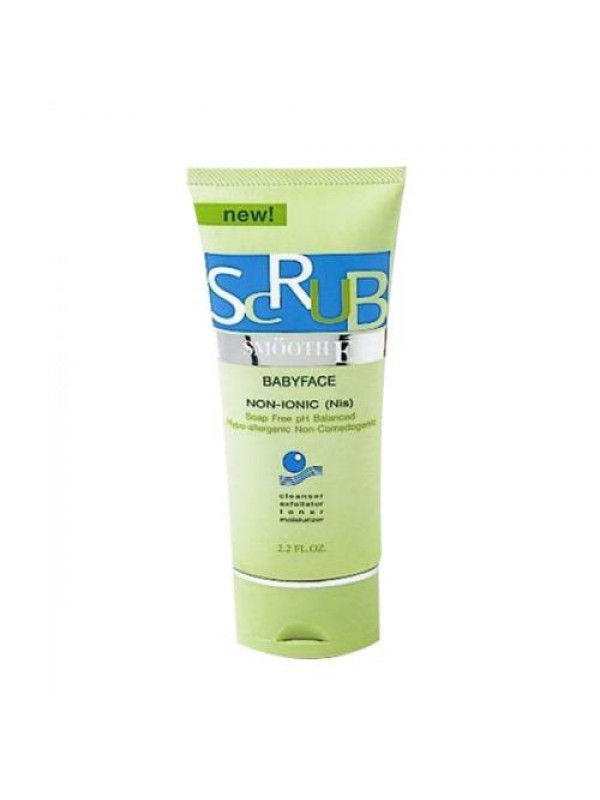 new!
ScRUB
SMÖOTH E
BABYFACE
NON-IONIC (Nis)
Soap Free pH Balanced
Hypo-allergenic Non-Comedogenic
cleanser
exfoliator
toner
moisturizer
2.2 FL.OZ.